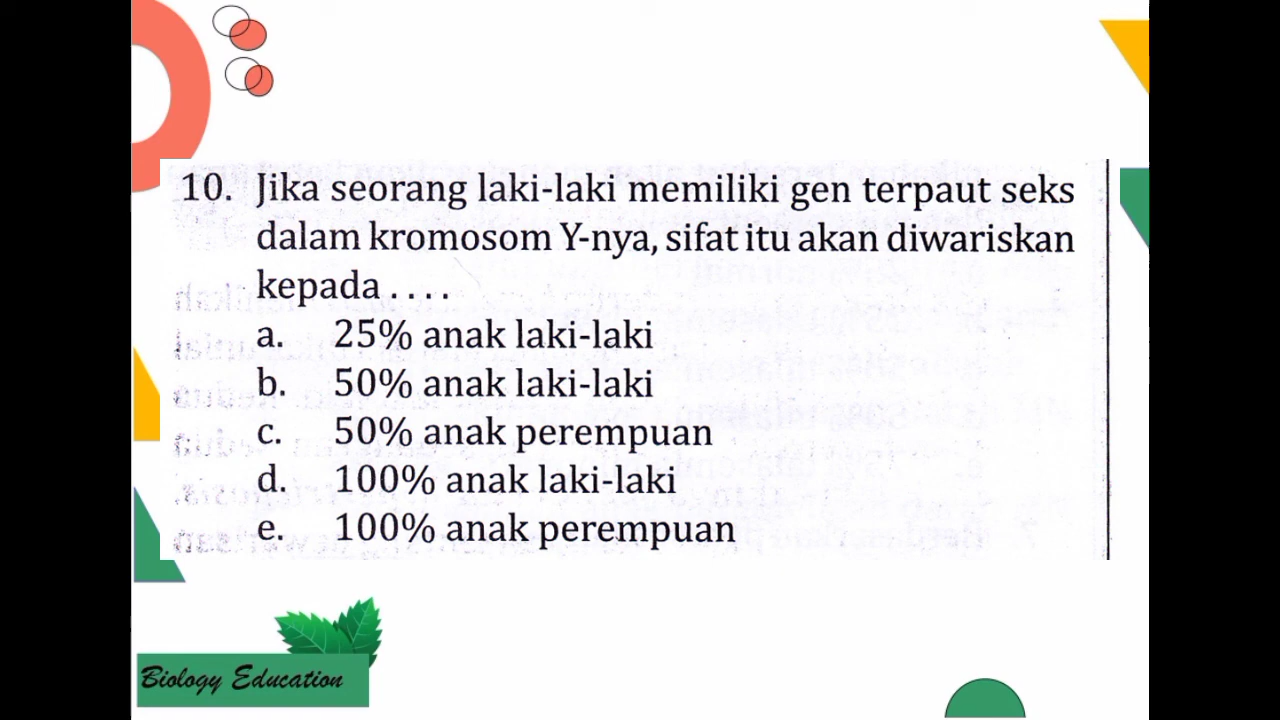 10. Jika seorang laki-laki memiliki gen terpaut seks
dalam kromosom Y-nya, sifat itu akan diwariskan
kepada . . . .
a. 25% anak laki-laki
b. 50% anak laki-laki
c. 50% anak perempuan
d. 100% anak laki-laki
e. 100% anak perempuan
Biology Education